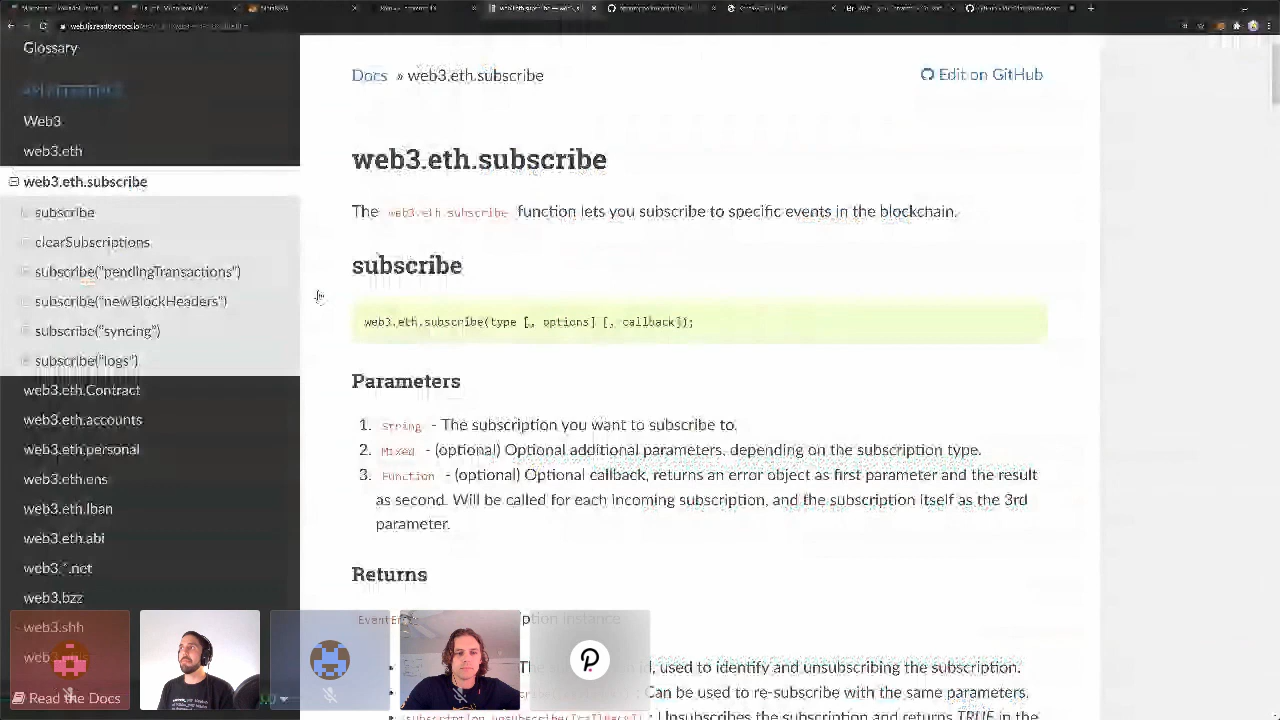 Glossary
Web3
web3.eth
web3.eth.subscribe
subscribe
clearSubscriptions
subscribe("pendingTransactions")
subscribe("newBlockHeaders")
subscribe("syncing")
subscribe("logs")
web3.eth.Contract
web3.eth.accounts
web3.eth.personal
web3.eth.ens
web3.eth.Iban
web3.eth.abi
web3.*.net
web3.bzz
web3.shh
Read the Docs
Docs » web3.eth.subscribe
Edit on GitHub
web3.eth.subscribe
The web3.eth.subscribe function lets you subscribe to specific events in the blockchain.
subscribe
web3.eth.subscribe(type [, options] [, callback]);
Parameters
1. String - The subscription you want to subscribe to.
2. Mixed - (optional) Optional additional parameters, depending on the subscription type.
3. Function - (optional) Optional callback, returns an error object as first parameter and the result
as second. Will be called for each incoming subscription, and the subscription itself as the 3rd
parameter.
Returns
ption instance
id, used to identify and unsubscribing the subscription.
Can be used to re-subscribe with the same parameters.
: Unsubscribes the subscription and returns TRUE in the